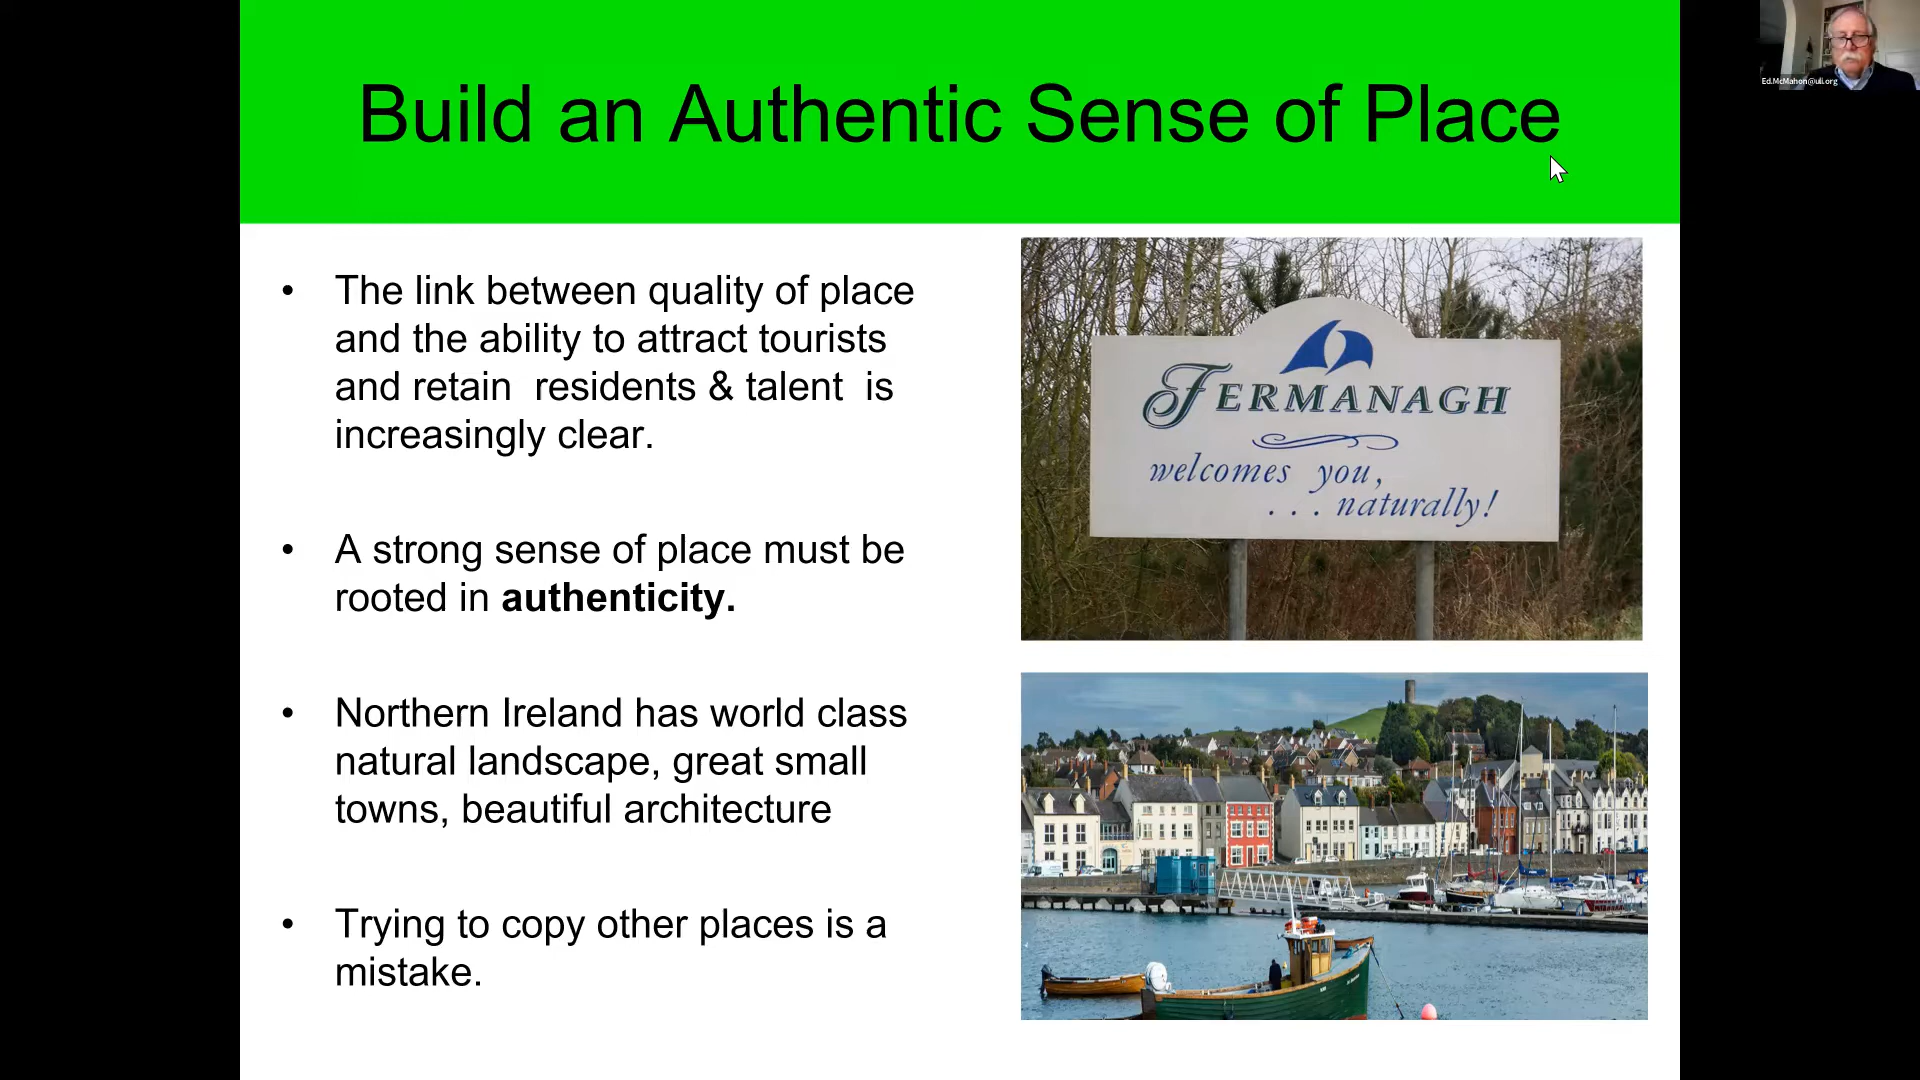 Build an Authentic Sense of Place
Ed.McMahon@uli.org
• The link between quality of place
and the ability to attract tourists
and retain residents & talent is
increasingly clear.
• A strong sense of place must be
rooted in authenticity.
• Northern Ireland has world class
natural landscape, great small
towns, beautiful architecture
• Trying to copy other places is a
mistake.
FERMANAGH
welcomes you,
. . . naturally!